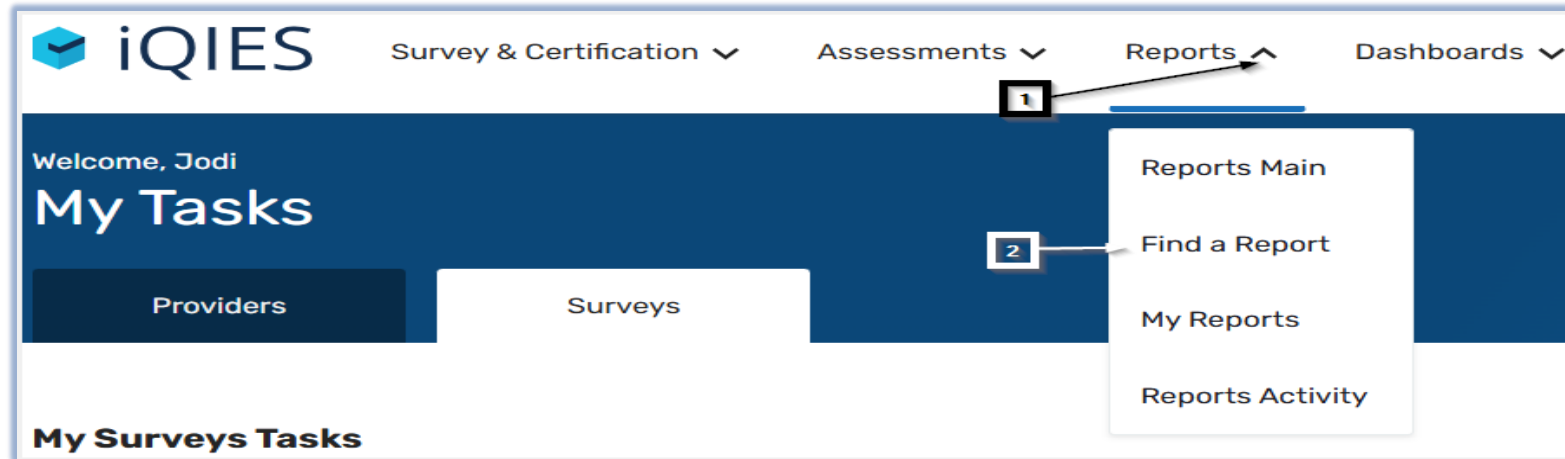 iQIES Survey & Certification Assessments Reports Dashboards
1
Welcome, Jodi
My Tasks
Reports Main
2 Find a Report
Providers Surveys
My Reports
Reports Activity
My Surveys Tasks